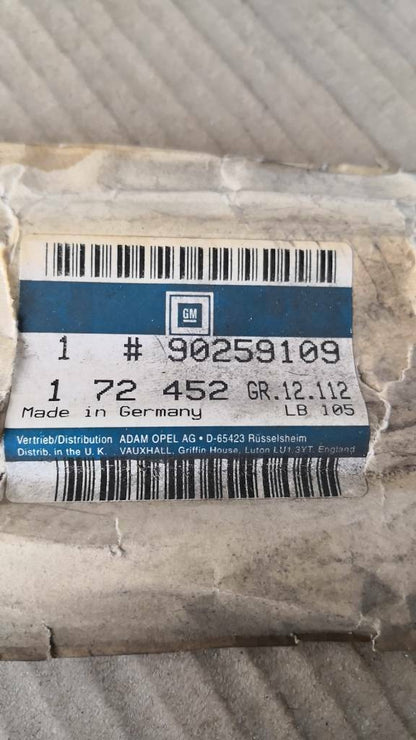 GM
1 # 90259109
1 72 452 GR.12.112
Made in Germany LB 105
Vertrieb/Distribution ADAM OPEL AG • D-65423 Rüsselsheim
Distrib. in the U. K. VAUXHALL, Griffin House, Luton LU1 3YT, England